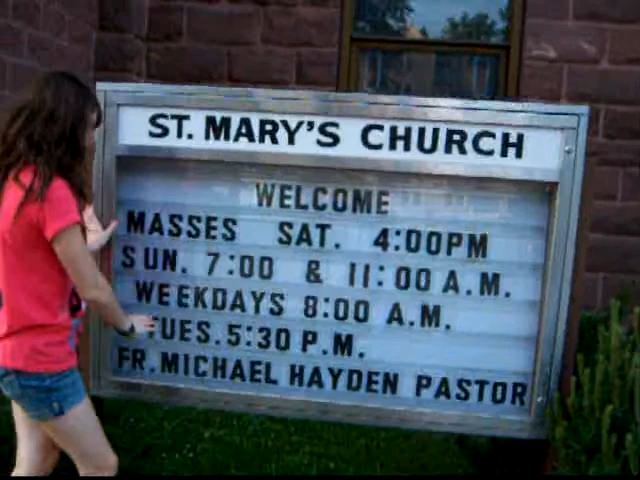 ST. MARY'S CHURCH
WELCOME
MASSES SAT. 4:00PM
SUN. 7:00 & 11:00 A.M.
WEEKDAYS 8:00 A.M.
TUES. 5:30 P.M.
FR. MICHAEL HAYDEN PASTOR